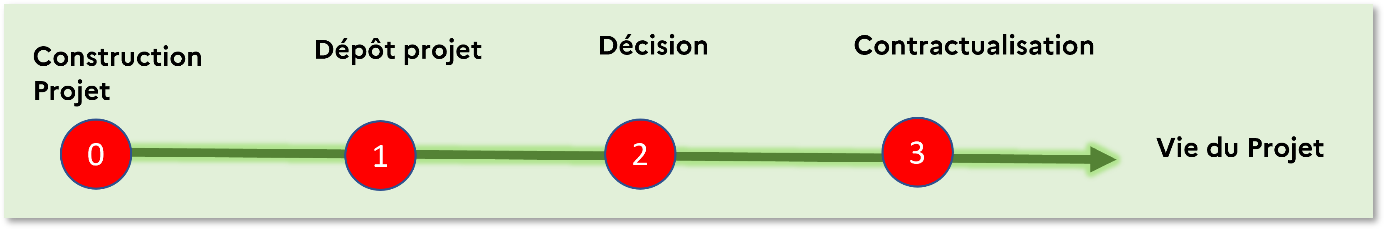 Construction
Projet
Dépôt projet
Décision
Contractualisation
0
1
2
3
Vie du Projet